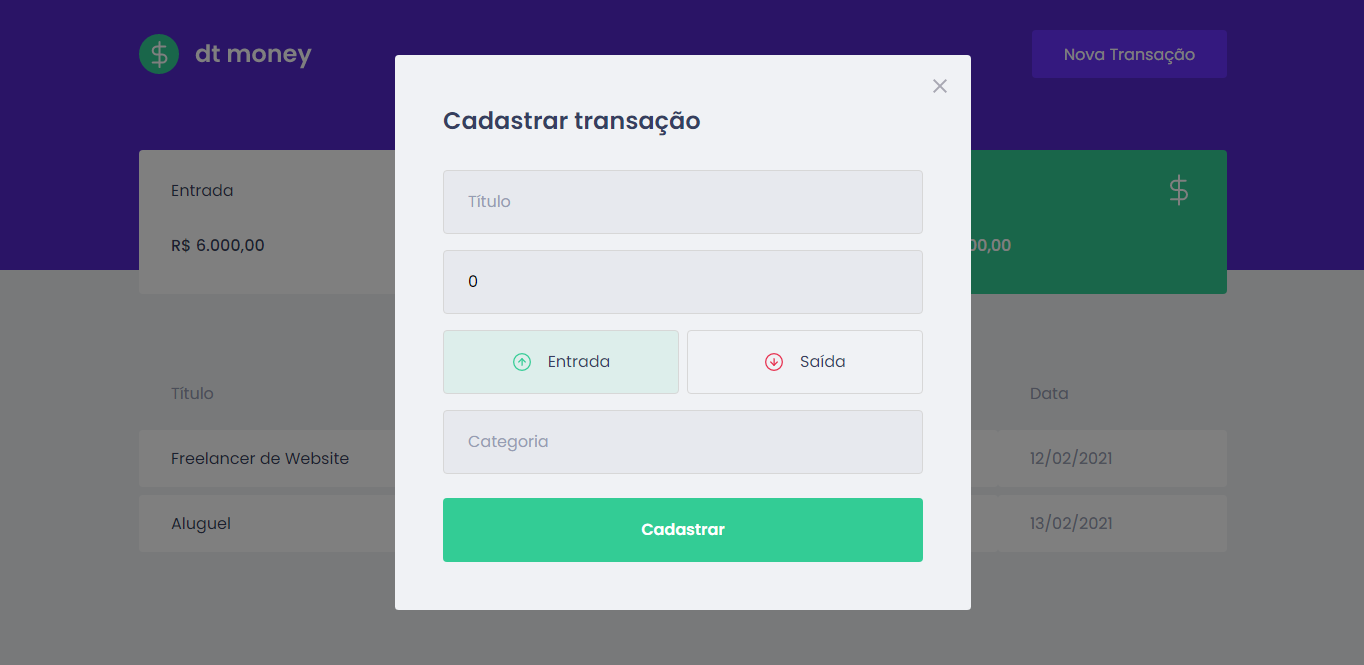 dt money
Nova Transação
Cadastrar transação
Título
0
Entrada
Saída
Categoria
Cadastrar
Entrada
R$ 6.000,00
00,00
Título
Data
Freelancer de Website
12/02/2021
Aluguel
13/02/2021